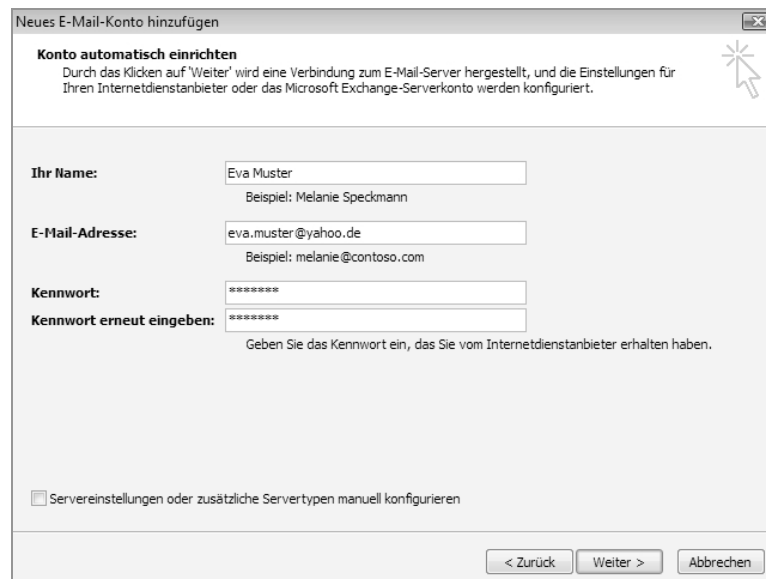 Neues E-Mail-Konto hinzufügen
Konto automatisch einrichten
Durch das Klicken auf 'Weiter' wird eine Verbindung zum E-Mail-Server hergestellt, und die Einstellungen für
Ihren Internetdienstanbieter oder das Microsoft Exchange-Serverkonto werden konfiguriert.
Ihr Name: Eva Muster
Beispiel: Melanie Speckmann
E-Mail-Adresse: eva.muster@yahoo.de
Beispiel: melanie@contoso.com
Kennwort: *******
Kennwort erneut eingeben: *******
Geben Sie das Kennwort ein, das Sie vom Internetdienstanbieter erhalten haben.
Servereinstellungen oder zusätzliche Servertypen manuell konfigurieren
< Zurück Weiter > Abbrechen